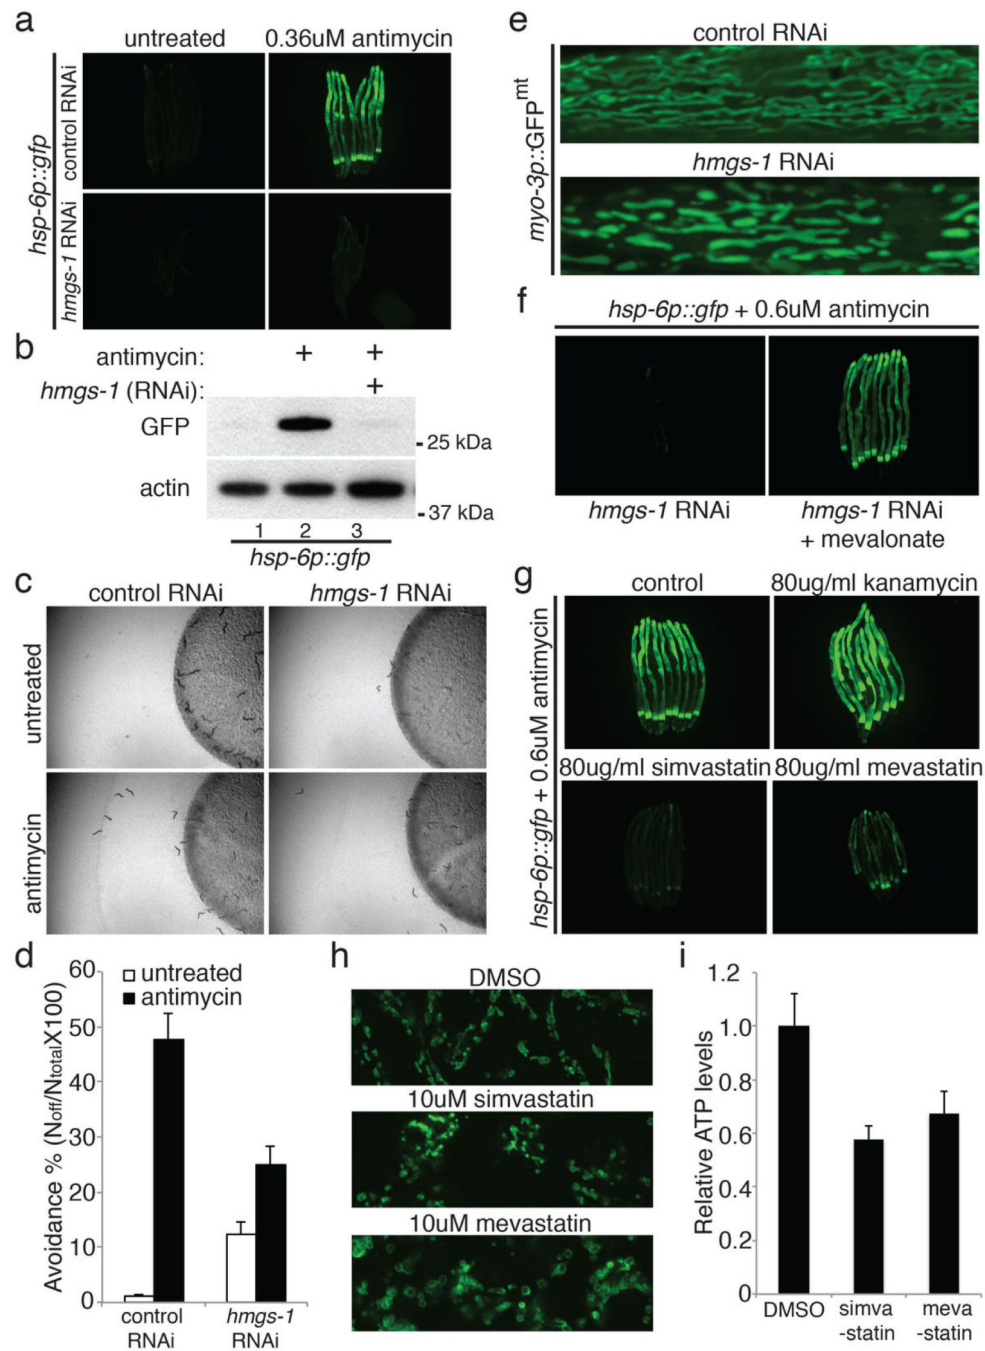 a
untreated
0.36uM antimycin
hsp-6p::gfp
control RNAi
hmgs-1 RNAi
b
antimycin: + +
hmgs-1 (RNAi): +
GFP
- 25 kDa
actin
- 37 kDa
1 2 3
hsp-6p::gfp
c
control RNAi
hmgs-1 RNAi
untreated
antimycin
d
Avoidance % (Noff/NtotalX100)
60
50
40
30
20
10
0
untreated
antimycin
control RNAi
hmgs-1 RNAi
e
control RNAi
myo-3p::GFPmt
hmgs-1 RNAi
f
hsp-6p::gfp + 0.6uM antimycin
hmgs-1 RNAi
hmgs-1 RNAi
+ mevalonate
g
control
80ug/ml kanamycin
hsp-6p::gfp + 0.6uM antimycin
80ug/ml simvastatin
80ug/ml mevastatin
h
DMSO
10uM simvastatin
10uM mevastatin
i
Relative ATP levels
1.2
1.0
0.8
0.6
0.4
0.2
0
DMSO
simva
-statin
meva
-statin